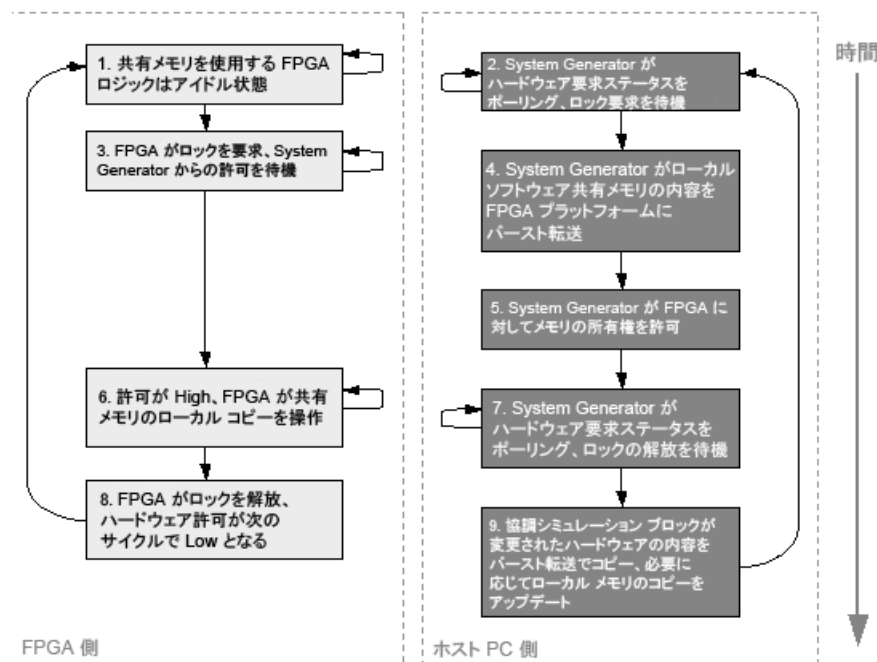 時間
1. 共有メモリを使用する FPGA
ロジックはアイドル状態
2. System Generator が
ハードウェア要求ステータスを
ポーリング、ロック要求を待機
3. FPGA がロックを要求、System
Generator からの許可を待機
4. System Generator がローカル
ソフトウェア共有メモリの内容を
FPGA プラットフォームに
バースト転送
5. System Generator が FPGA に
対してメモリの所有権を許可
6. 許可が High、FPGA が共有
メモリのローカル コピーを操作
7. System Generator が
ハードウェア要求ステータスを
ポーリング、ロックの解放を待機
8. FPGA がロックを解放、
ハードウェア許可が次の
サイクルで Low となる
9. 協調シミュレーション ブロックが
変更されたハードウェアの内容を
バースト転送でコピー、必要に
応じてローカル メモリのコピーを
アップデート
FPGA 側
ホスト PC 側